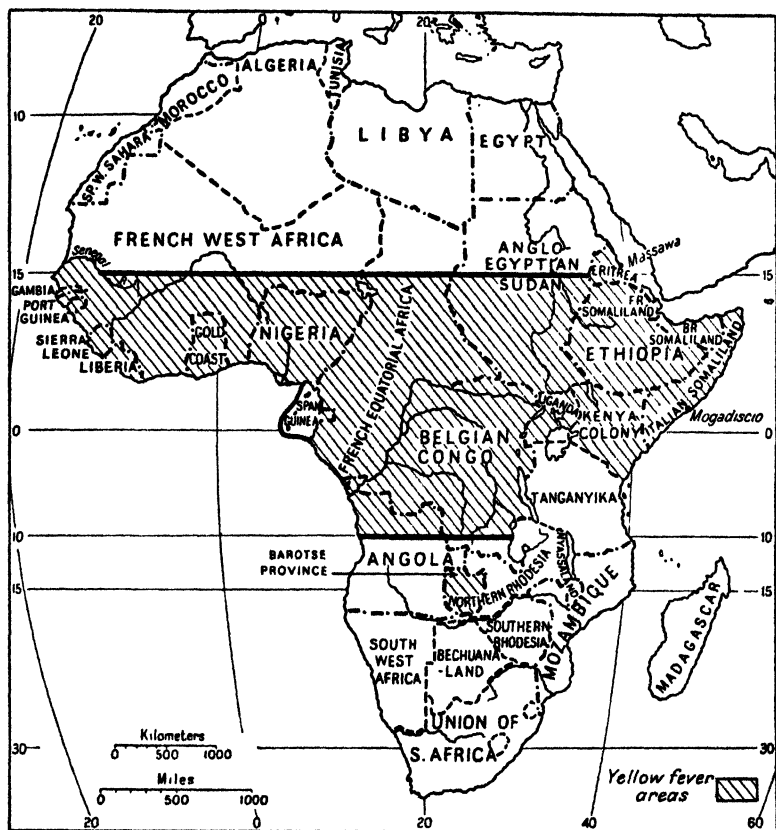 20
0
0
20
ALGERIA
TUNISIA
MOROCCO
10
LIBYA
EGYPT
SP. W. SAHARA
FRENCH WEST AFRICA
ANGLO
EGYPTIAN
SUDAN
Massawa
Senegal
15
15
ERITREA
GAMBIA
PORT
GUINEA
FR
SOMALILAND
SIERRA
LEONE
LIBERIA
GOLD
COAST
NIGERIA
BR
SOMALILAND
ETHIOPIA
ITALIAN SOMALILAND
FRENCH EQUATORIAL AFRICA
SPAN
GUINEA
UGANDA
KENYA
COLONY
Mogadiscio
0
0
BELGIAN
CONGO
TANGANYIKA
10
10
BAROTSE
PROVINCE
ANGOLA
NYASSALAND
15
15
NORTHERN RHODESIA
MOZAMBIQUE
SOUTHERN
RHODESIA
MADAGASCAR
SOUTH
WEST
AFRICA
BECHUANA
-LAND
UNION OF
S. AFRICA
30
30
Kilometers
0 500 1000
Miles
0 500 1000
Yellow fever
areas
20
0
20
40
60